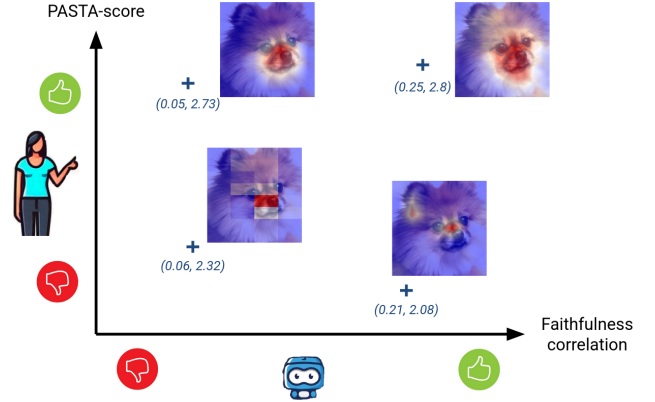 PASTA-score
(0.05, 2.73)
(0.25, 2.8)
(0.06, 2.32)
(0.21, 2.08)
Faithfulness
correlation